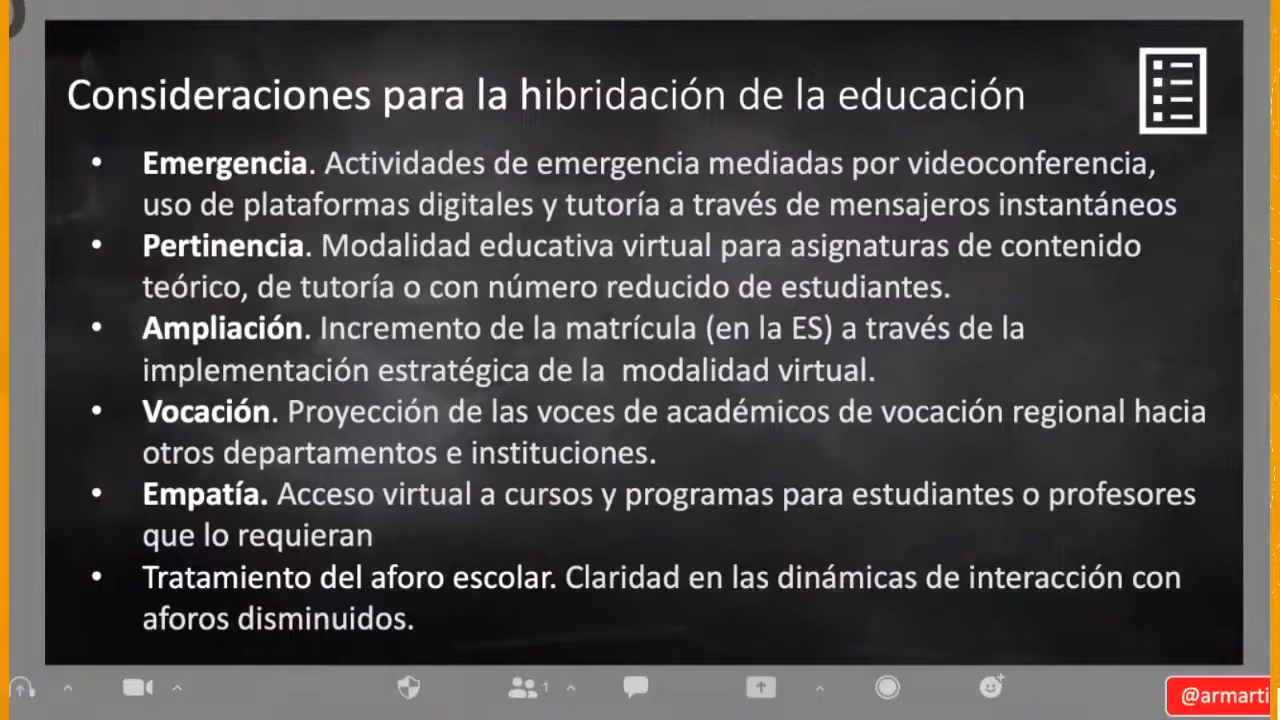 Consideraciones para la hibridación de la educación
• Emergencia. Actividades de emergencia mediadas por videoconferencia,
uso de plataformas digitales y tutoría a través de mensajeros instantáneos
• Pertinencia. Modalidad educativa virtual para asignaturas de contenido
teórico, de tutoría o con número reducido de estudiantes.
• Ampliación. Incremento de la matrícula (en la ES) a través de la
implementación estratégica de la  modalidad virtual.
• Vocación. Proyección de las voces de académicos de vocación regional hacia
otros departamentos e instituciones.
• Empatía. Acceso virtual a cursos y programas para estudiantes o profesores
que lo requieran
• Tratamiento del aforo escolar. Claridad en las dinámicas de interacción con
aforos disminuidos.
1
@armarti